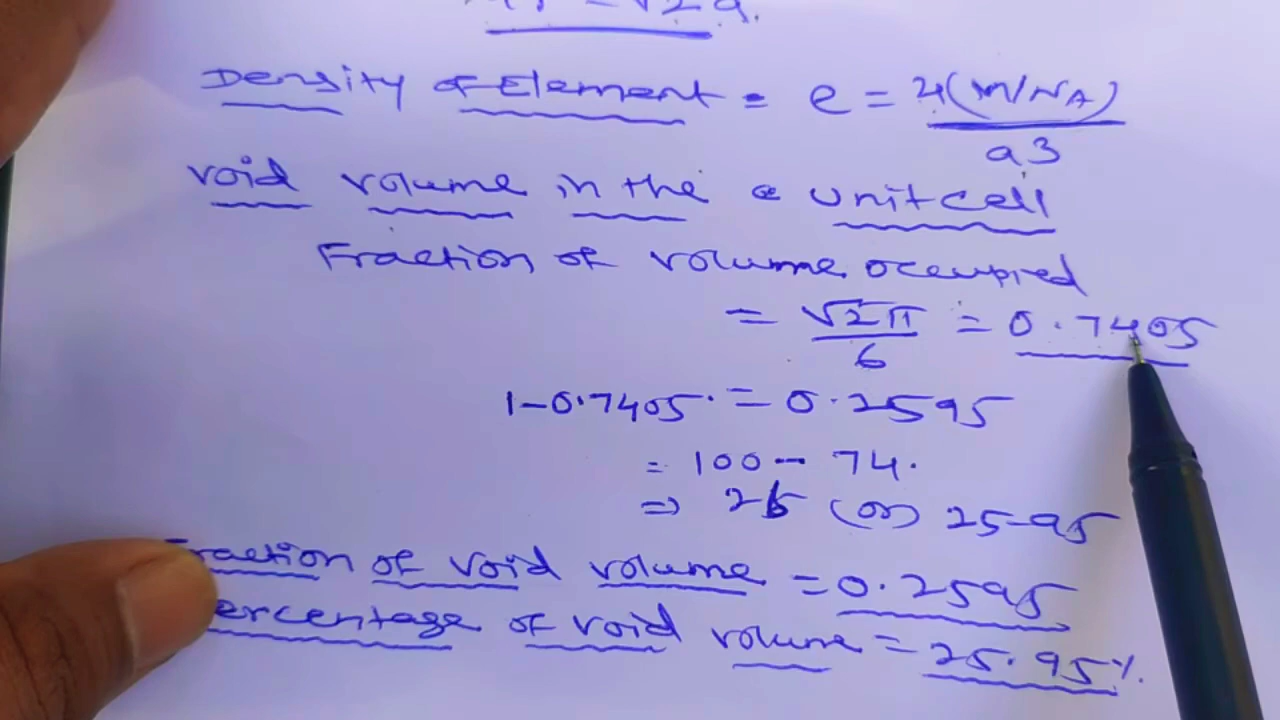 Density of Element = e = 4(M/NA)
a3
void volume in the a unit cell
Fraction of volume occupied
= √2π = 0.7405
6
1-0.7405 = 0.2595
= 100 - 74.
⇒ 26 (or) 25-95
Fraction of void volume = 0.2595
ercentage of void volume = 25.95%.